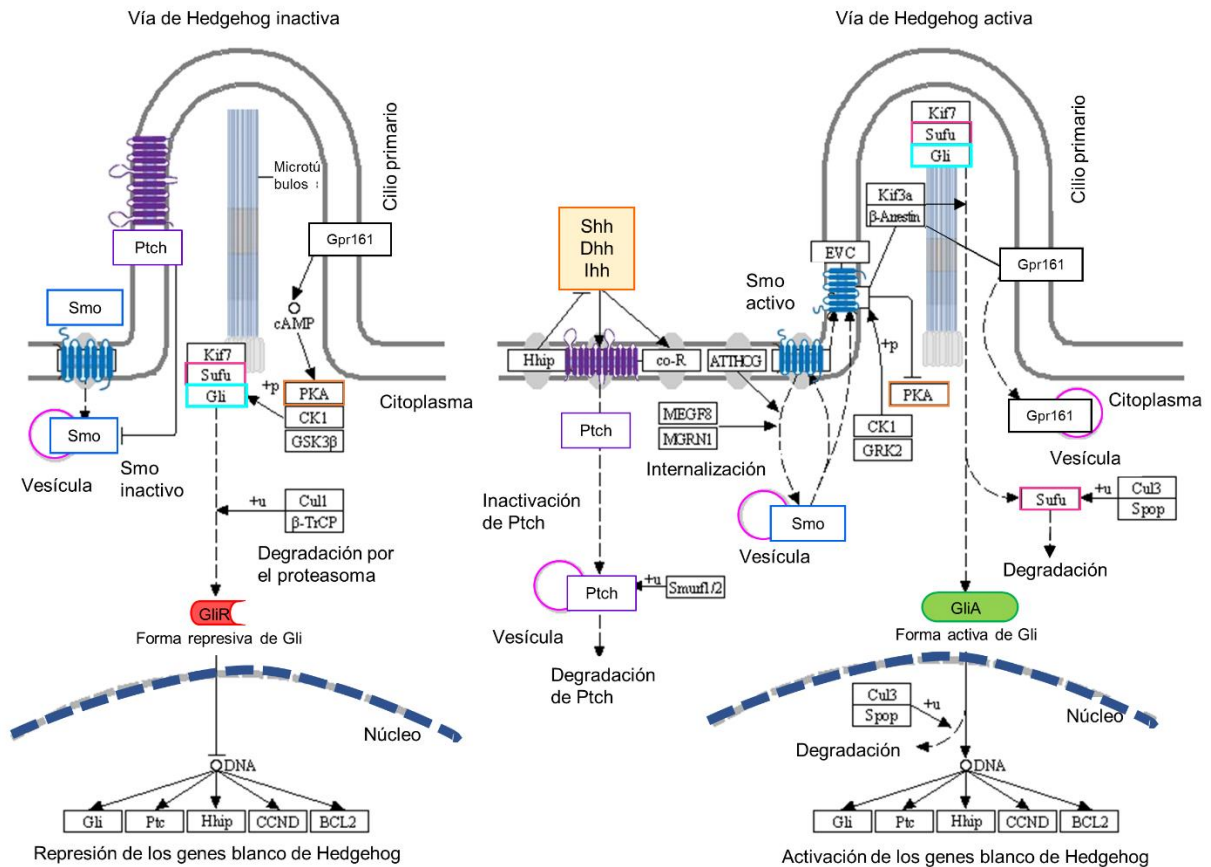 Vía de Hedgehog inactiva
Cilio primario
Microtú
bulos :
Ptch
Gpr161
Smo
cAMP
Kif7
Sufu
Gli
+p
PKA
CK1
GSK3β
Citoplasma
Smo
Vesícula
Smo
inactivo
+u
Cul1
β-TrCP
Degradación por
el proteasoma
GliR
Forma represiva de Gli
Núcleo
DNA
Gli
Ptc
Hhip
CCND
BCL2
Represión de los genes blanco de Hedgehog
Vía de Hedgehog activa
Cilio primario
Kif7
Sufu
Gli
Kif3a
β-Arrestin
Shh
Dhh
Ihh
EVC
Smo
activo
Gpr161
Hhip
co-R
ATTHOG
+p
PKA
Citoplasma
Ptch
MEGF8
MGRN1
Internalización
CK1
GRK2
Gpr161
Vesícula
Inactivación
de Ptch
Smo
Vesícula
Sufu
+u
Cul3
Spop
Degradación
Ptch
+u
Smurf1/2
Vesícula
Degradación
de Ptch
GliA
Forma activa de Gli
Cul3
Spop
+u
Núcleo
Degradación
DNA
Gli
Ptc
Hhip
CCND
BCL2
Activación de los genes blanco de Hedgehog